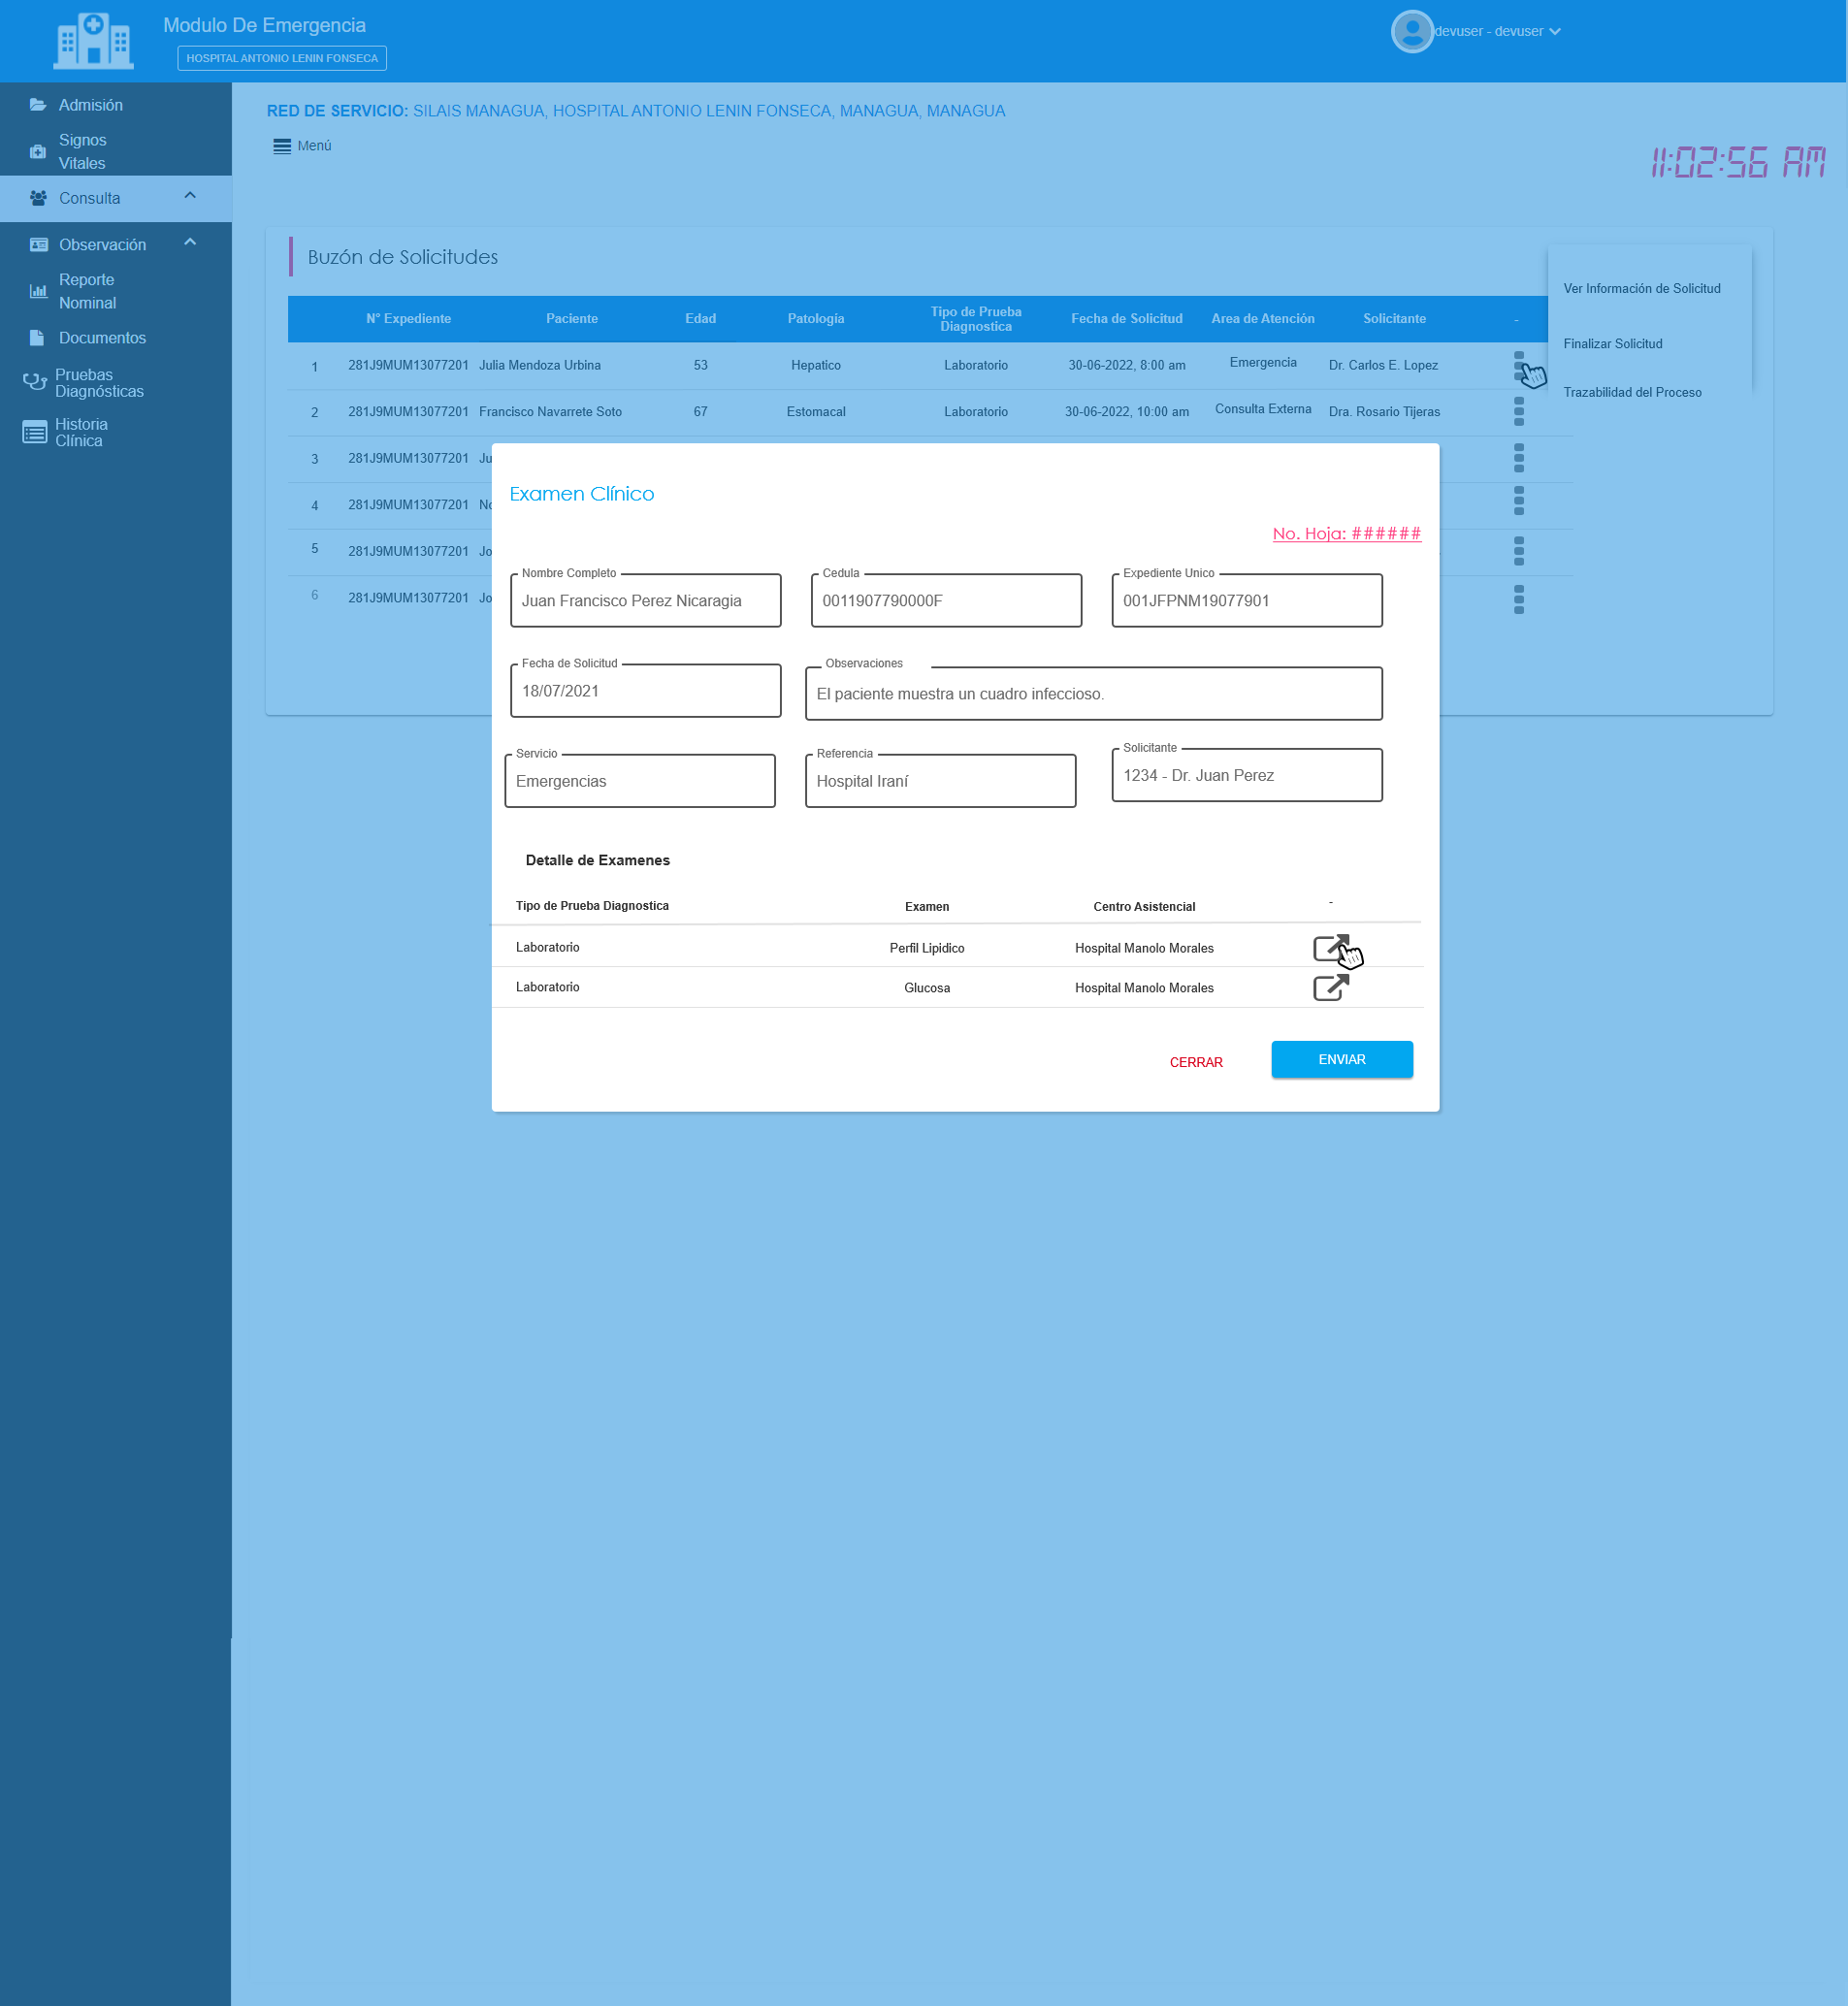 Modulo De Emergencia
HOSPITAL ANTONIO LENIN FONSECA
devuser - devuser
Admisión
Signos
Vitales
Consulta
Observación
Reporte
Nominal
Documentos
Pruebas
Diagnósticas
Historia
Clínica
RED DE SERVICIO: SILAIS MANAGUA, HOSPITAL ANTONIO LENIN FONSECA, MANAGUA, MANAGUA
Menú
11:02:56 AM
Buzón de Solicitudes
Ver Información de Solicitud
Finalizar Solicitud
Trazabilidad del Proceso
N° Expediente Paciente Edad Patología Tipo de Prueba Diagnostica Fecha de Solicitud Area de Atención Solicitante -
1 281J9MUM13077201 Julia Mendoza Urbina 53 Hepatico Laboratorio 30-06-2022, 8:00 am Emergencia Dr. Carlos E. Lopez
2 281J9MUM13077201 Francisco Navarrete Soto 67 Estomacal Laboratorio 30-06-2022, 10:00 am Consulta Externa Dra. Rosario Tijeras
3 281J9MUM13077201 Ju
4 281J9MUM13077201
5 281J9MUM13077201 Jo
6 281J9MUM13077201 Jo
Examen Clínico
No. Hoja: ######
Nombre Completo
Juan Francisco Perez Nicaragia
Cedula
0011907790000F
Expediente Unico
001JFPNM19077901
Fecha de Solicitud
18/07/2021
Observaciones
El paciente muestra un cuadro infeccioso.
Servicio
Emergencias
Referencia
Hospital Iraní
Solicitante
1234 - Dr. Juan Perez
Detalle de Examenes
Tipo de Prueba Diagnostica Examen Centro Asistencial -
Laboratorio Perfil Lipidico Hospital Manolo Morales
Laboratorio Glucosa Hospital Manolo Morales
CERRAR
ENVIAR